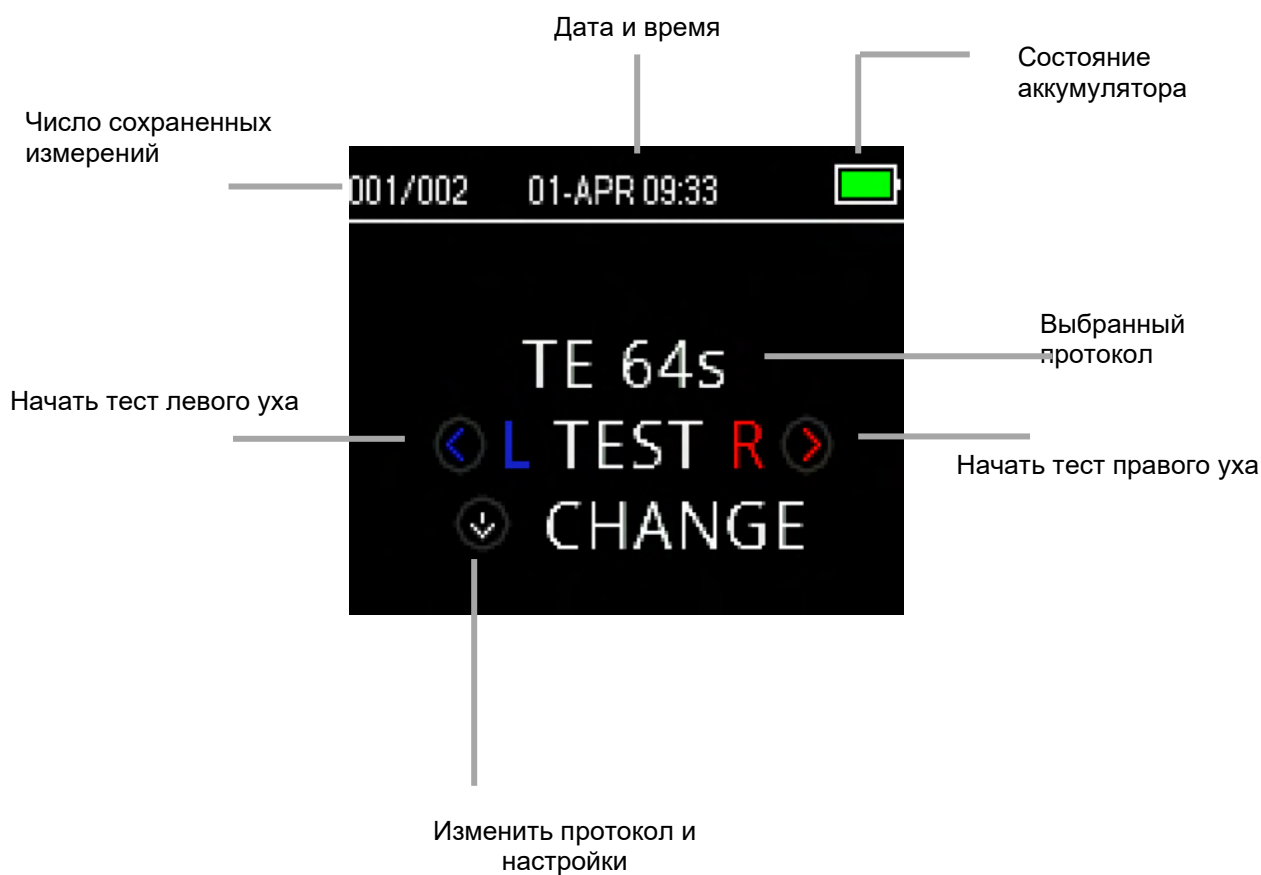 Дата и время
Состояние
аккумулятора
Число сохраненных
измерений
001/002 01-APR 09:33
Выбранный
протокол
TE 64s
Начать тест левого уха
L TEST R
Начать тест правого уха
CHANGE
Изменить протокол и
настройки